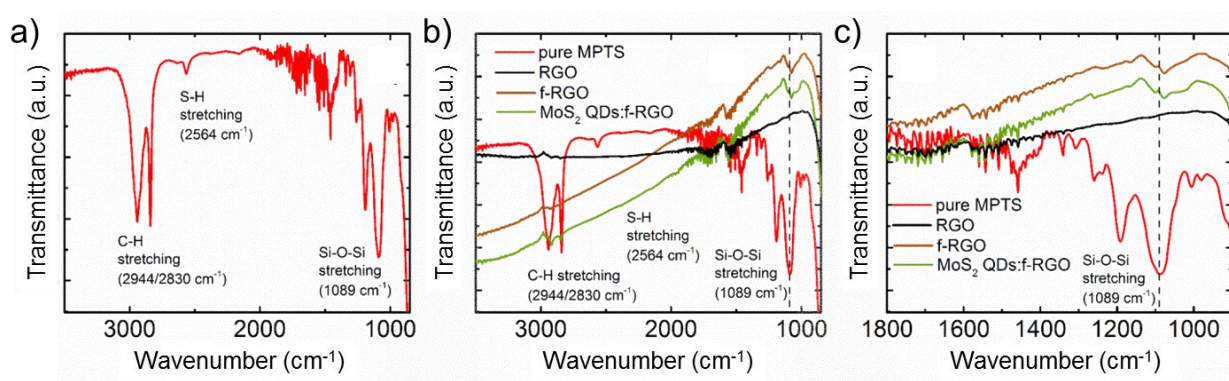 a)
Transmittance (a.u.)
S-H
stretching
(2564 cm⁻¹)
C-H
stretching
(2944/2830 cm⁻¹)
Si-O-Si
stretching
(1089 cm⁻¹)
3000
2000
1000
Wavenumber (cm⁻¹)
b)
Transmittance (a.u.)
pure MPTS
RGO
f-RGO
MoS₂ QDs:f-RGO
S-H
stretching
(2564 cm⁻¹)
C-H stretching
(2944/2830 cm⁻¹)
Si-O-Si
stretching
(1089 cm⁻¹)
3000
2000
1000
Wavenumber (cm⁻¹)
c)
Transmittance (a.u.)
pure MPTS
RGO
f-RGO
MoS₂ QDs:f-RGO
Si-O-Si
stretching
(1089 cm⁻¹)
1800
1600
1400
1200
1000
Wavenumber (cm⁻¹)